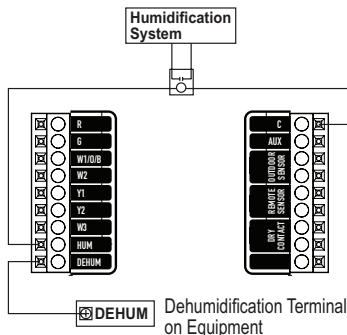 Humidification
System
R
G
W1/O/B
W2
Y1
Y2
W3
HUM
DEHUM
C
AUX
OUTDOOR
SENSOR
REMOTE
SENSOR
DRY
CONTACT
DEHUM
Dehumidification Terminal
on Equipment